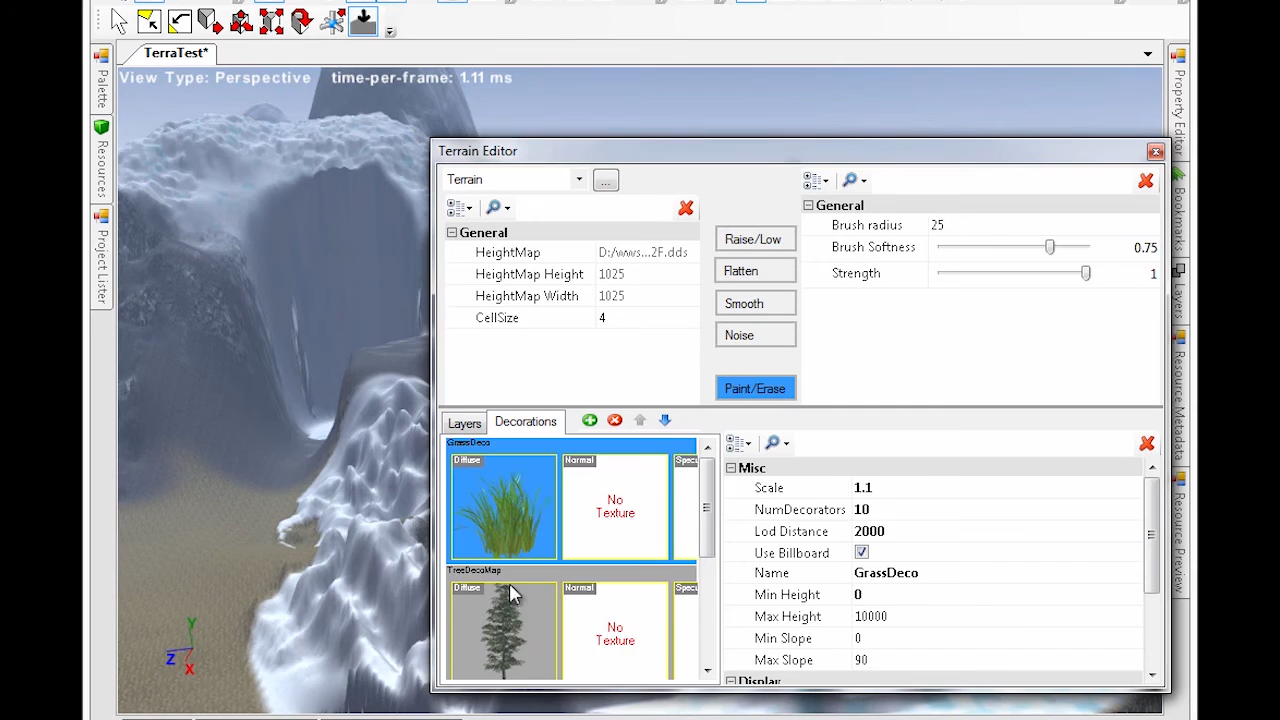 TerraTest*
View Type: Perspective time-per-frame: 1.11 ms
Palette
Resources
Project Lister
Terrain Editor
Terrain
...
General
HeightMap D:/www...2F.dds
HeightMap Height 1025
HeightMap Width 1025
CellSize 4
Raise/Low
Flatten
Smooth
Noise
Paint/Erase
General
Brush radius 25
Brush Softness 0.75
Strength 1
Layers Decorations
GrassDeco
Diffuse Normal Specu
No
Texture
TreeDecoMap
Diffuse Normal Specu
No
Texture
Misc
Scale 1.1
NumDecorators 10
Lod Distance 2000
Use Billboard
Name GrassDeco
Min Height 0
Max Height 10000
Min Slope 0
Max Slope 90
Display
Property Editor
Bookmarks
Layers
Resource Metadata
Resource Preview
Y
Z
X